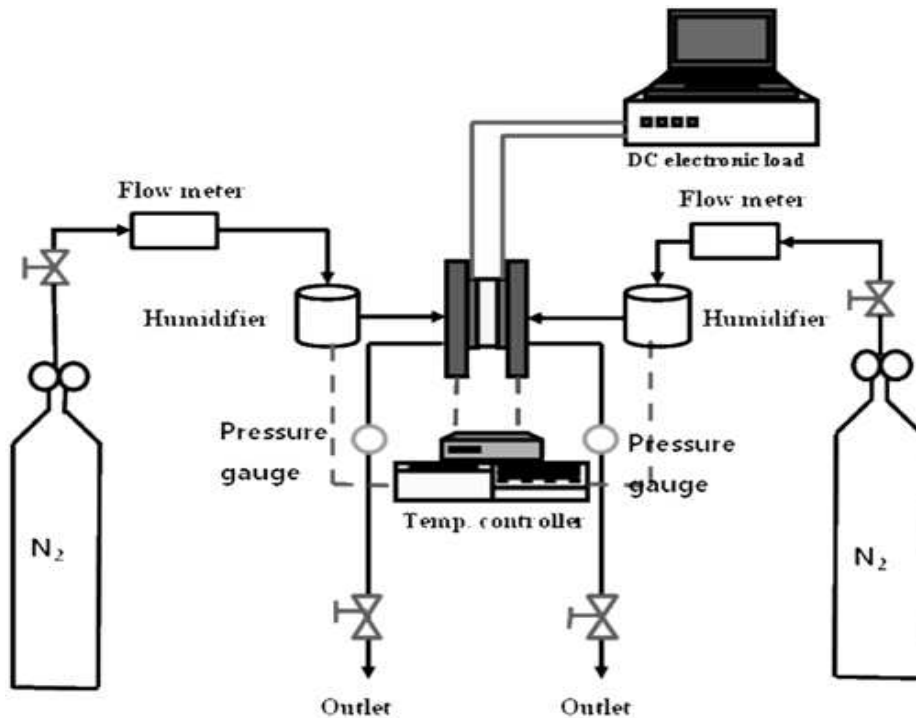 DC electronic load
Flow meter
Flow meter
Humidifier
Humidifier
Pressure
gauge
Pressure
gauge
Temp. controller
N₂
N₂
Outlet
Outlet